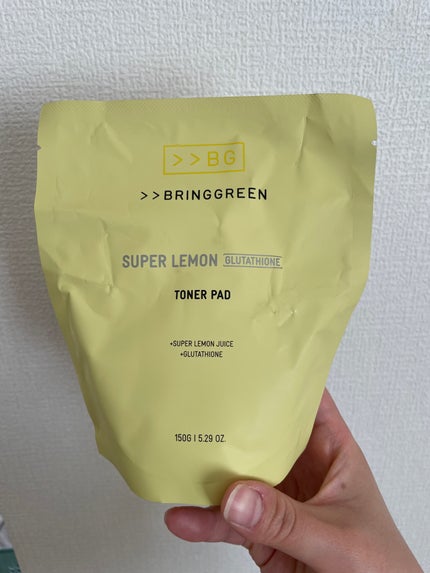 >>BG
>>BRINGGREEN
SUPER LEMON GLUTATHIONE
TONER PAD
+SUPER LEMON JUICE
+GLUTATHIONE
150G | 5.29 OZ.